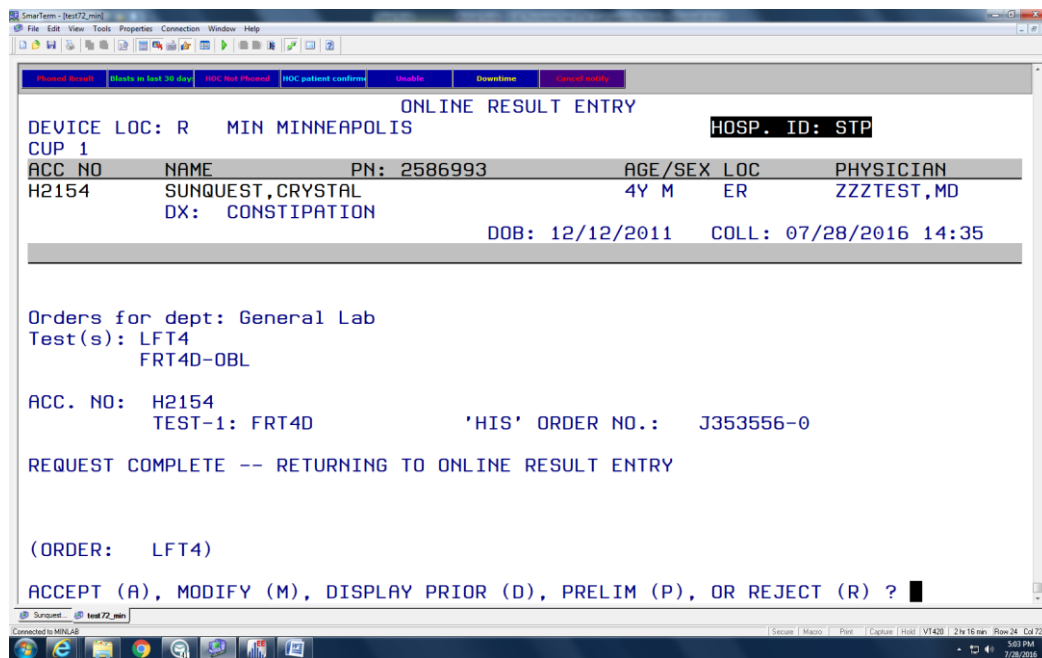 SmarTerm - [test72_min]
File Edit View Tools Properties Connection Window Help
Phoned Result Blasts in last 30 day: HOC Not Phoned HOC patient confirm Unable Downtime Cancel notify
ONLINE RESULT ENTRY
DEVICE LOC: R MIN MINNEAPOLIS HOSP. ID: STP
CUP 1
ACC NO NAME PN: 2586993 AGE/SEX LOC PHYSICIAN
H2154 SUNQUEST,CRYSTAL 4Y M ER ZZZTEST,MD
DX: CONSTIPATION
DOB: 12/12/2011 COLL: 07/28/2016 14:35
Orders for dept: General Lab
Test(s): LFT4
FRT4D-OBL
ACC. NO: H2154
TEST-1: FRT4D 'HIS' ORDER NO.: J353556-0
REQUEST COMPLETE -- RETURNING TO ONLINE RESULT ENTRY
(ORDER: LFT4)
ACCEPT (A), MODIFY (M), DISPLAY PRIOR (D), PRELIM (P), OR REJECT (R) ?
Sunquest... test72_min
Connected to MINLAB Secure Macro Print Capture Hold VT420 2 hr 16 min Row 24 Col 72
5:03 PM
7/28/2016